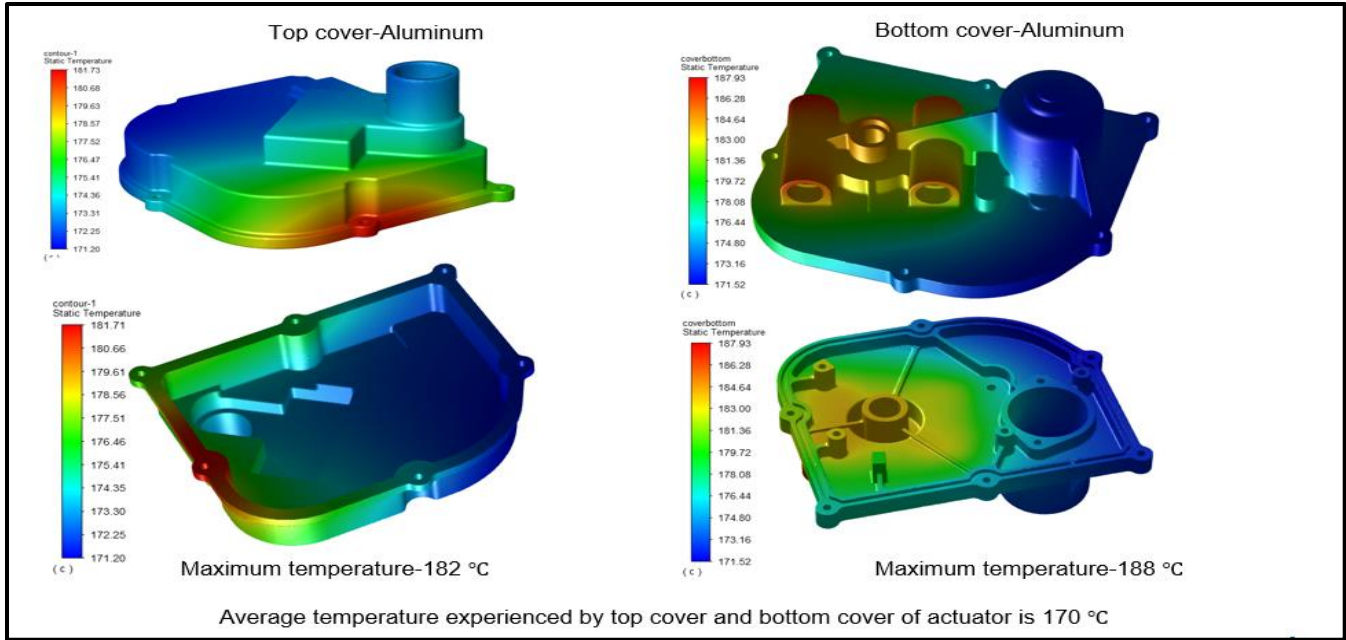 Top cover-Aluminum
contour-1
Static Temperature
181.73
180.68
179.63
178.57
177.52
176.47
175.41
174.36
173.31
172.25
171.20
Bottom cover-Aluminum
coverbottom
Static Temperature
187.93
186.28
184.64
183.00
181.36
179.72
178.08
176.44
174.80
173.16
171.52
( c )
contour-1
Static Temperature
181.71
180.66
179.61
178.56
177.51
176.46
175.41
174.35
173.30
172.25
171.20
( c )
Maximum temperature-182 °C
coverbottom
Static Temperature
187.93
186.28
184.64
183.00
181.36
179.72
178.08
176.44
174.80
173.16
171.52
( c )
Maximum temperature-188 °C
Average temperature experienced by top cover and bottom cover of actuator is 170 °C